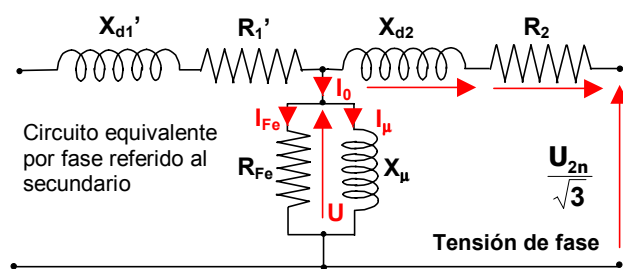 Xd1’ R1’ Xd2 R2
I0
IFe Iμ
Circuito equivalente
por fase referido al
secundario
RFe Xμ
U
U2n
√3
Tensión de fase